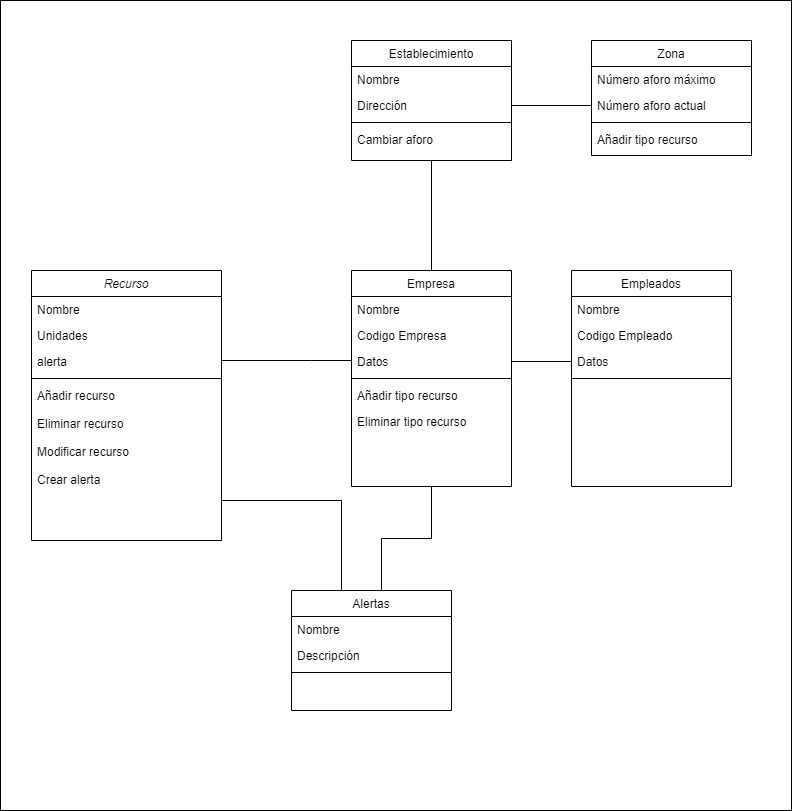 Establecimiento
Nombre
Dirección
Cambiar aforo
Zona
Número aforo máximo
Número aforo actual
Añadir tipo recurso
Recurso
Nombre
Unidades
alerta
Añadir recurso
Eliminar recurso
Modificar recurso
Crear alerta
Empresa
Nombre
Codigo Empresa
Datos
Añadir tipo recurso
Eliminar tipo recurso
Empleados
Nombre
Codigo Empleado
Datos
Alertas
Nombre
Descripción